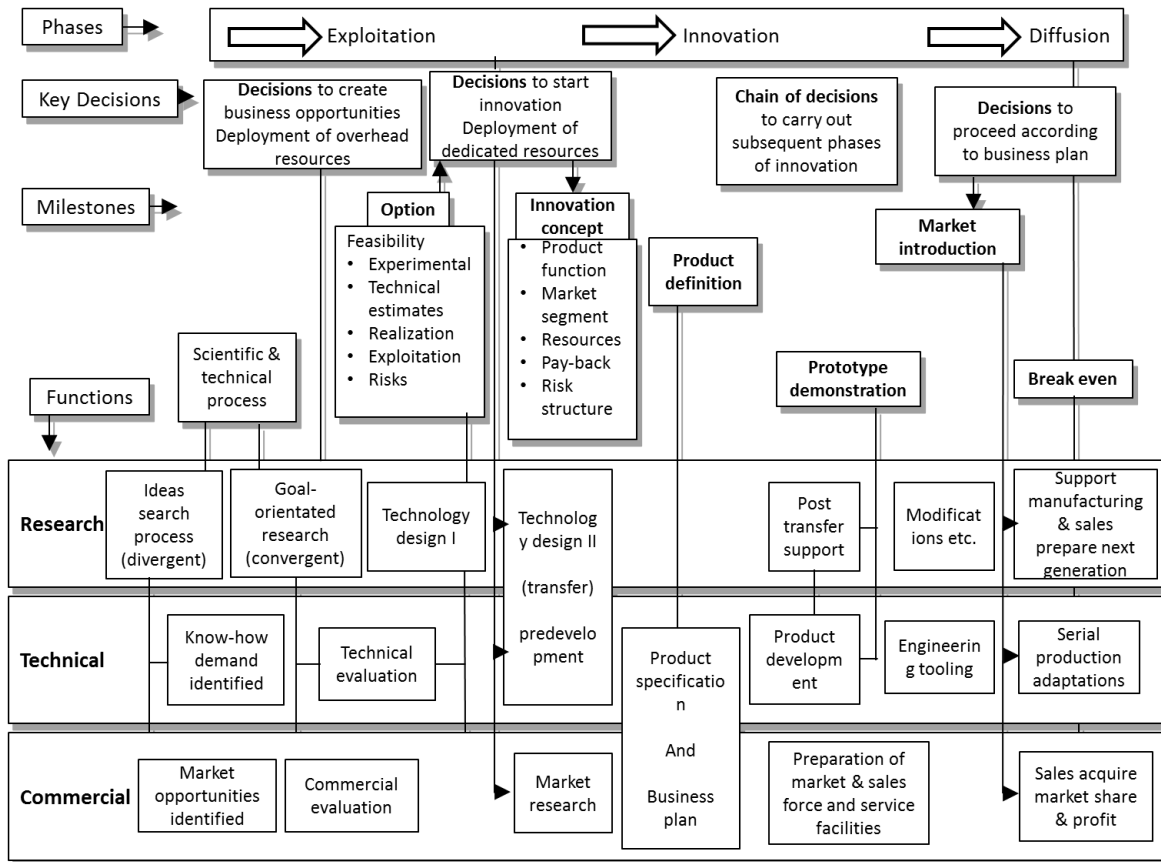 Phases
Exploitation
Innovation
Diffusion
Key Decisions
Decisions to create
business opportunities
Deployment of overhead
resources
Decisions to start
innovation
Deployment of
dedicated resources
Chain of decisions
to carry out
subsequent phases
of innovation
Decisions to
proceed according
to business plan
Milestones
Option
Feasibility
• Experimental
• Technical
estimates
• Realization
• Exploitation
• Risks
Innovation
concept
• Product
function
• Market
segment
• Resources
• Pay-back
• Risk
structure
Product
definition
Market
introduction
Scientific &
technical
process
Prototype
demonstration
Break even
Functions
Research
Ideas
search
process
(divergent)
Goal-
orientated
research
(convergent)
Technology
design I
Technolog
y design II
(transfer)
predevelo
pment
Post
transfer
support
Modificat
ions etc.
Support
manufacturing
& sales
prepare next
generation
Technical
Know-how
demand
identified
Technical
evaluation
Product
specificatio
n
And
Business
plan
Product
developm
ent
Engineerin
g tooling
Serial
production
adaptations
Commercial
Market
opportunities
identified
Commercial
evaluation
Market
research
Preparation of
market & sales
force and service
facilities
Sales acquire
market share
& profit